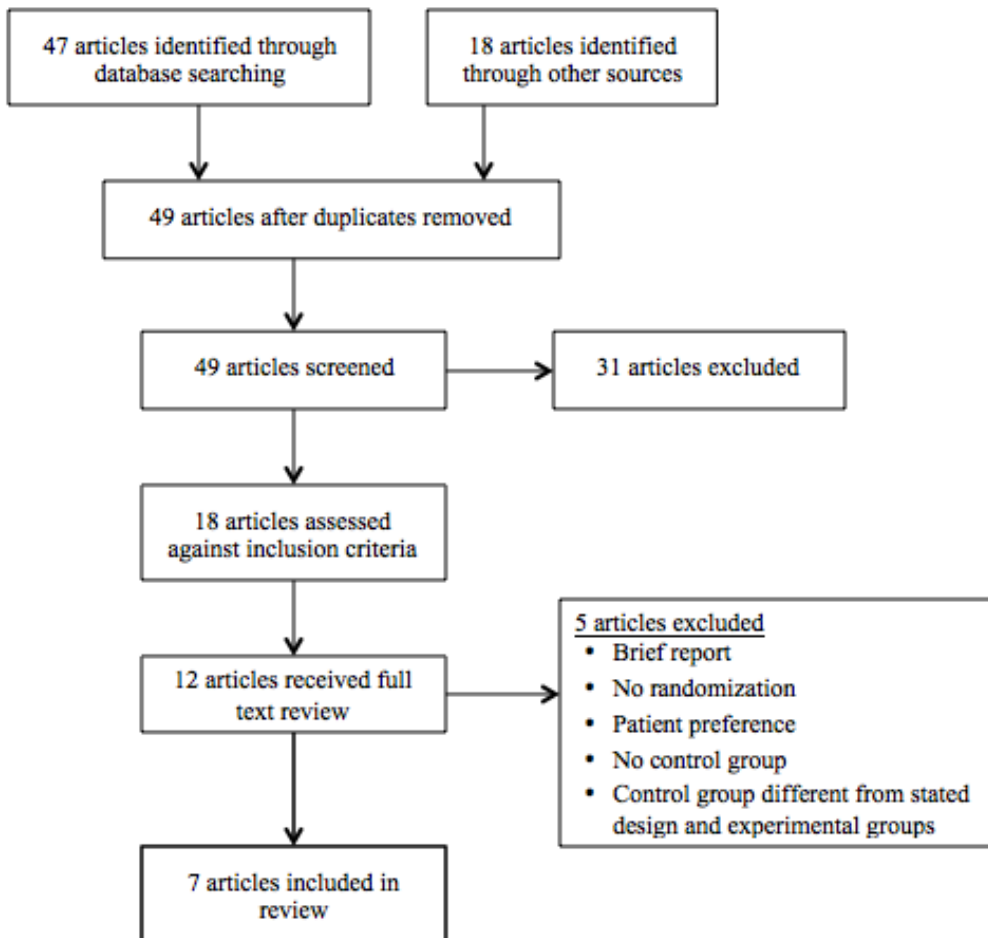 47 articles identified through
database searching
18 articles identified
through other sources
49 articles after duplicates removed
49 articles screened
31 articles excluded
18 articles assessed
against inclusion criteria
12 articles received full
text review
5 articles excluded
• Brief report
• No randomization
• Patient preference
• No control group
• Control group different from stated
design and experimental groups
7 articles included in
review